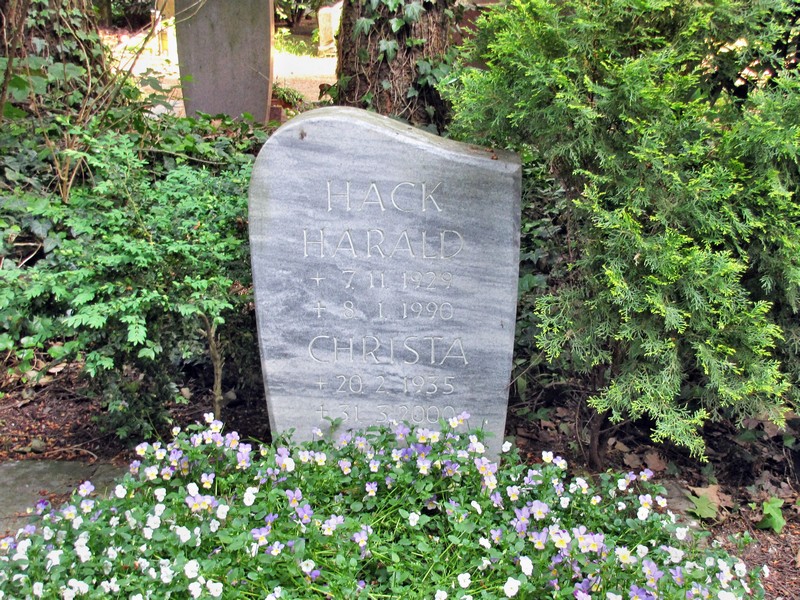 HACK
HARALD
+ 7. 11. 1929
+ 8. 1. 1990
CHRISTA
+ 20. 2. 1935
+ 31. 5. 2000